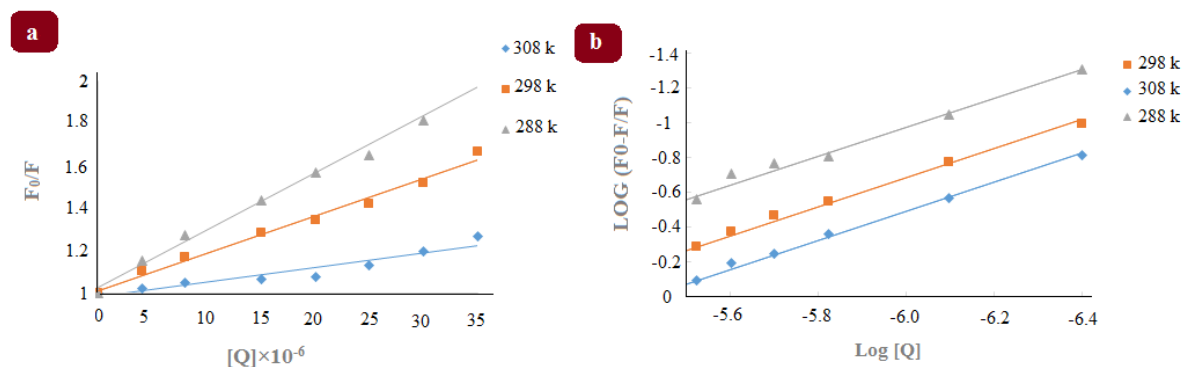 a
308 k
298 k
288 k
F0/F
2
1.8
1.6
1.4
1.2
1
0 5 10 15 20 25 30 35
[Q]×10-6
b
298 k
308 k
288 k
LOG (F0-F/F)
-1.4
-1.2
-1
-0.8
-0.6
-0.4
-0.2
0
-5.6 -5.8 -6.0 -6.2 -6.4
Log [Q]